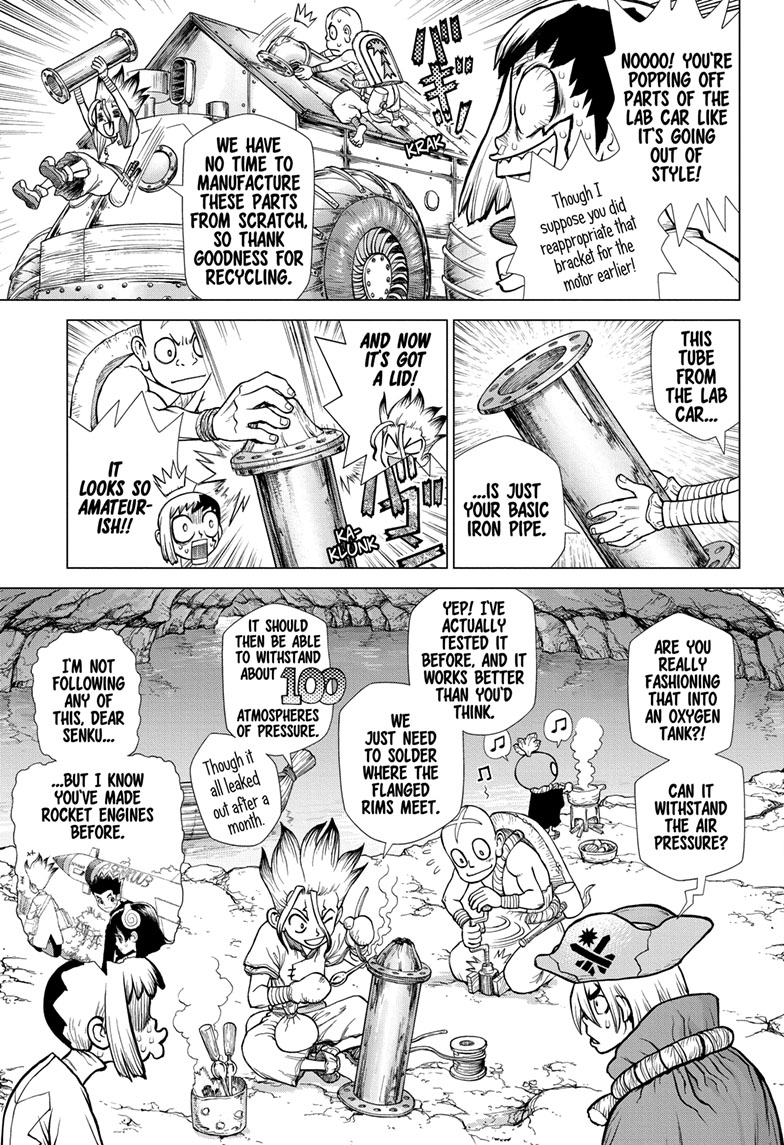 NOOOO! YOU'RE
POPPING OFF
PARTS OF THE
LAB CAR LIKE
IT'S GOING
OUT OF
STYLE!
Though I
suppose you did
reappropriate that
bracket for the
motor earlier!
バギッ
KRAK
WE HAVE
NO TIME TO
MANUFACTURE
THESE PARTS
FROM SCRATCH,
SO THANK
GOODNESS FOR
RECYCLING.
THIS
TUBE
FROM
THE LAB
CAR...
...IS JUST
YOUR BASIC
IRON PIPE.
AND NOW
IT'S GOT
A LID!
KA-
KLUNK
IT
LOOKS SO
AMATEUR-
ISH!!
ARE YOU
REALLY
FASHIONING
THAT INTO
AN OXYGEN
TANK?!
CAN IT
WITHSTAND
THE AIR
PRESSURE?
YEP! I'VE
ACTUALLY
TESTED IT
BEFORE, AND IT
WORKS BETTER
THAN YOU'D
THINK.
WE
JUST NEED
TO SOLDER
WHERE THE
FLANGED
RIMS MEET.
IT SHOULD
THEN BE ABLE
TO WITHSTAND
ABOUT 100
ATMOSPHERES
OF PRESSURE.
Though it
all leaked
out after a
month.
I'M NOT
FOLLOWING
ANY OF
THIS, DEAR
SENKU...
...BUT I KNOW
YOU'VE MADE
ROCKET ENGINES
BEFORE.